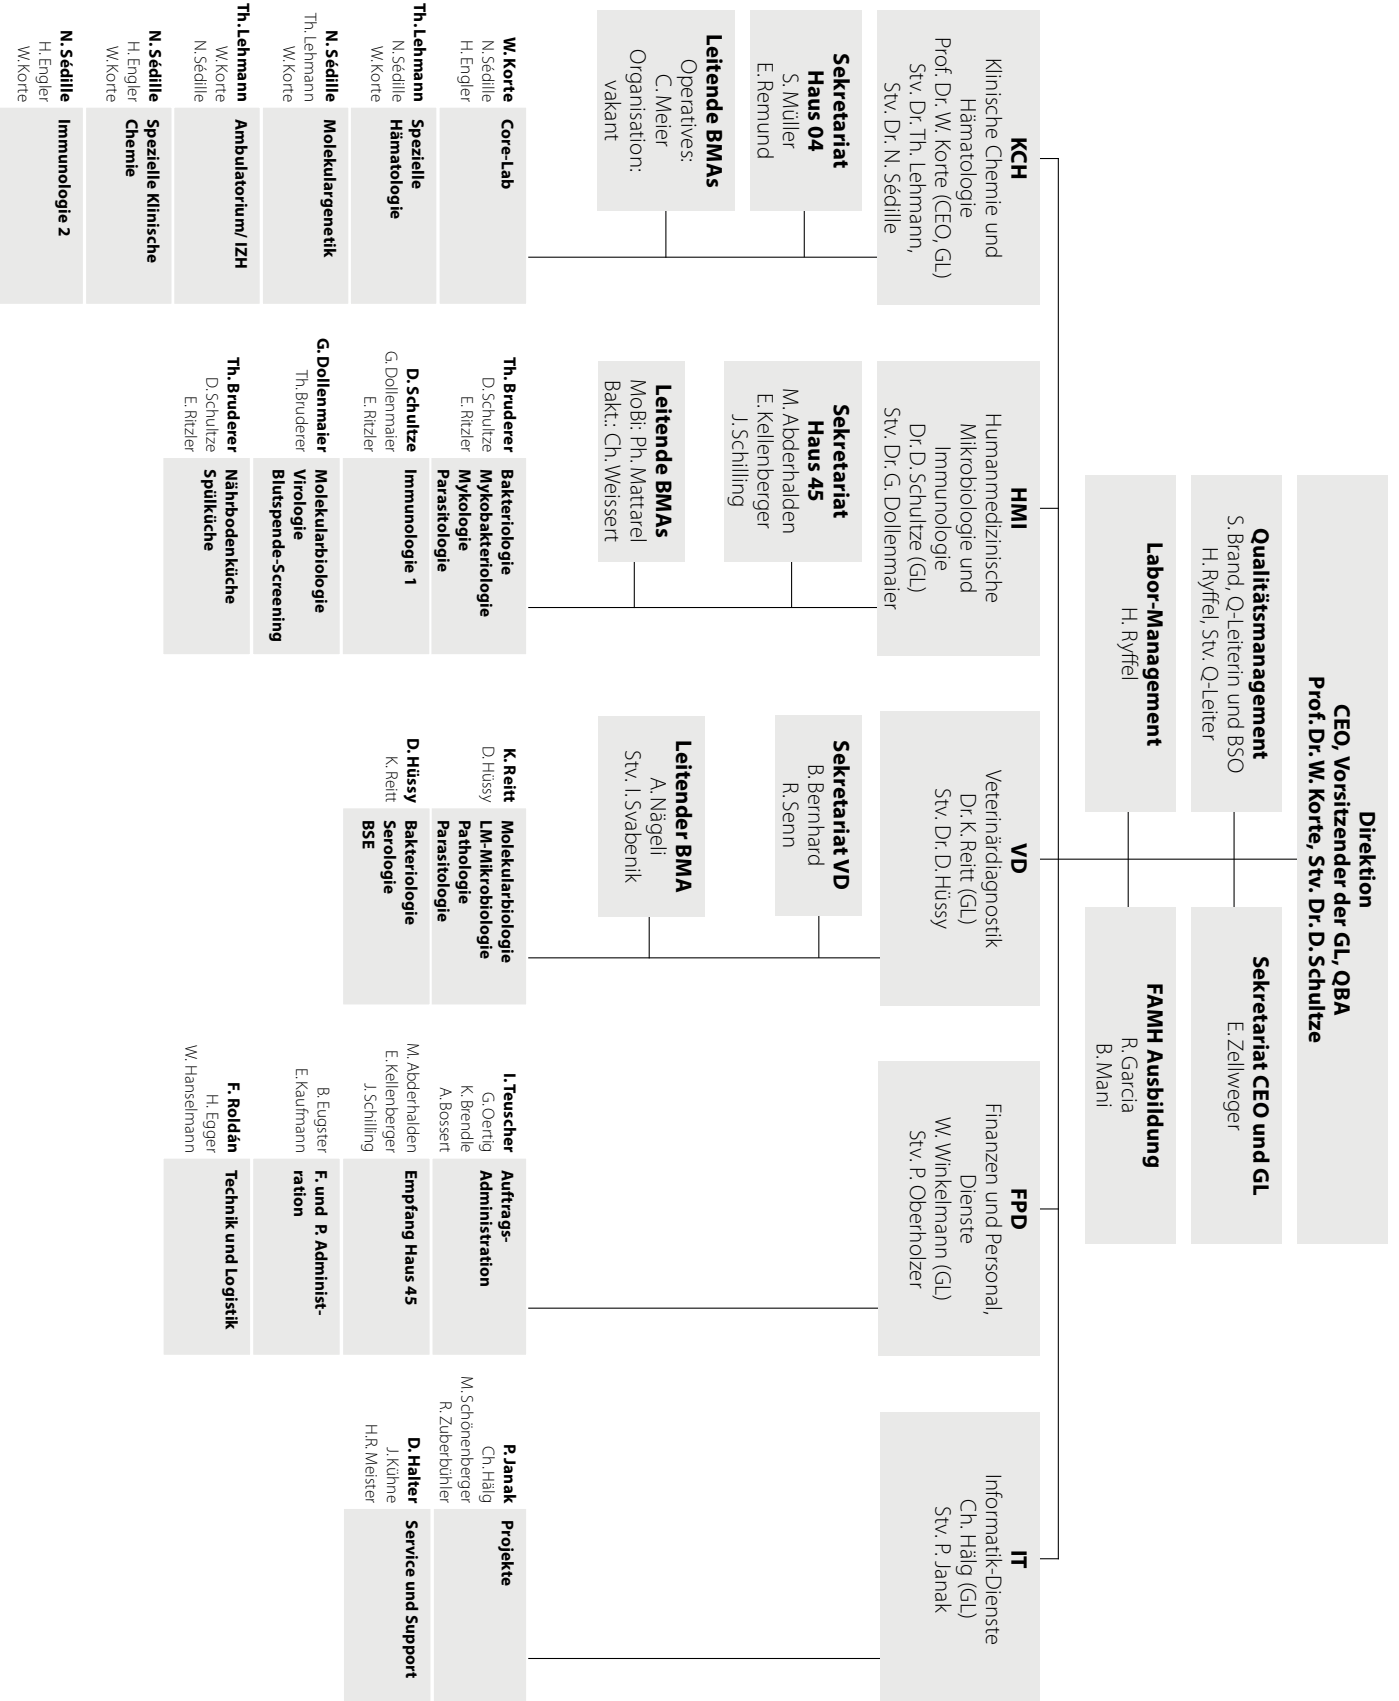 Direktion
CEO, Vorsitzender der GL, QBA
Prof. Dr. W. Korte, Stv. Dr. D. Schultze
Qualitätsmanagement
S. Brand, Q-Leiterin und BSO
H. Ryffel, Stv. Q-Leiter
Sekretariat CEO und GL
E. Zellweger
Labor-Management
H. Ryffel
FAMH Ausbildung
R. Garcia
B. Mani
KCH
Klinische Chemie und
Hämatologie
Prof. Dr. W. Korte (CEO, GL)
Stv. Dr. Th. Lehmann,
Stv. Dr. N. Sédille
Sekretariat
Haus 04
S. Müller
E. Remund
Leitende BMAs
Operatives:
C. Meier
Organisation:
vakant
W. Korte
N. Sédille
H. Engler
Core-Lab
Th. Lehmann
N. Sédille
W. Korte
Spezielle
Hämatologie
N. Sédille
Th. Lehmann
W. Korte
Molekulargenetik
Th. Lehmann
W. Korte
N. Sédille
Ambulatorium/ IZH
N. Sédille
H. Engler
W. Korte
Spezielle Klinische
Chemie
N. Sédille
H. Engler
W. Korte
Immunologie 2
HMI
Humanmedizinische
Mikrobiologie und
Immunologie
Dr. D. Schultze (GL)
Stv. Dr. G. Dollenmaier
Sekretariat
Haus 45
M. Abderhalden
E. Kellenberger
J. Schilling
Leitende BMAs
MoBi: Ph. Mattarel
Bakt.: Ch. Weissert
Th. Bruderer
D. Schultze
E. Ritzler
Bakteriologie
Mykobakteriologie
Mykologie
Parasitologie
D. Schultze
G. Dollenmaier
E. Ritzler
Immunologie 1
G. Dollenmaier
Th. Bruderer
Molekularbiologie
Virologie
Blutspende-Screening
Th. Bruderer
D. Schultze
E. Ritzler
Nährbodenküche
Spülküche
VD
Veterinärdiagnostik
Dr. K. Reitt (GL)
Stv. Dr. D. Hüssy
Sekretariat VD
B. Bernhard
R. Senn
Leitender BMA
A. Nägeli
Stv. I. Svabenik
K. Reitt
D. Hüssy
Molekularbiologie
LM-Mikrobiologie
Pathologie
Parasitologie
D. Hüssy
K. Reitt
Bakteriologie
Serologie
BSE
FPD
Finanzen und Personal,
Dienste
W. Winkelmann (GL)
Stv. P. Oberholzer
I. Teuscher
G. Oertig
K. Brendle
A. Bossert
Auftrags-
Administration
M. Abderhalden
E. Kellenberger
J. Schilling
Empfang Haus 45
B. Eugster
E. Kaufmann
F. und P. Administ-
ration
F. Roldán
H. Egger
W. Hanselmann
Technik und Logistik
IT
Informatik-Dienste
Ch. Hälg (GL)
Stv. P. Janak
P. Janak
Ch. Hälg
M. Schönenberger
R. Zuberbühler
Projekte
D. Halter
J. Kühne
H.R. Meister
Service und Support